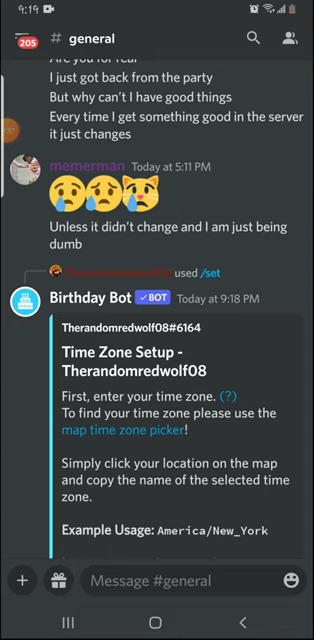 9:19
205
# general
Are you for real
I just got back from the party
But why can't I have good things
Every time I get something good in the server
it just changes
memerman Today at 5:11 PM
Unless it didn't change and I am just being
dumb
Therandomredwolf08 used /set
Birthday Bot ✓BOT Today at 9:18 PM
Therandomredwolf08#6164
Time Zone Setup -
Therandomredwolf08
First, enter your time zone. (?)
To find your time zone please use the
map time zone picker!
Simply click your location on the map
and copy the name of the selected time
zone.
Example Usage: America/New_York
Message #general